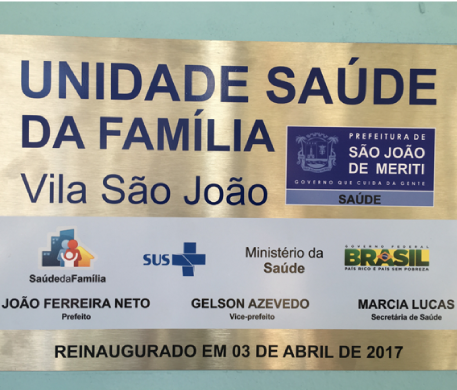 UNIDADE SAÚDE
DA FAMÍLIA
Vila São João
PREFEITURA DE
SÃO JOÃO
DE MERITI
GOVERNO QUE CUIDA DA GENTE
SAÚDE
SaúdedaFamília
SUS
Ministério da
Saúde
GOVERNO FEDERAL
BRASIL
PAÍS RICO É PAÍS SEM POBREZA
JOÃO FERREIRA NETO
Prefeito
GELSON AZEVEDO
Vice-prefeito
MARCIA LUCAS
Secretária de Saúde
REINAUGURADO EM 03 DE ABRIL DE 2017